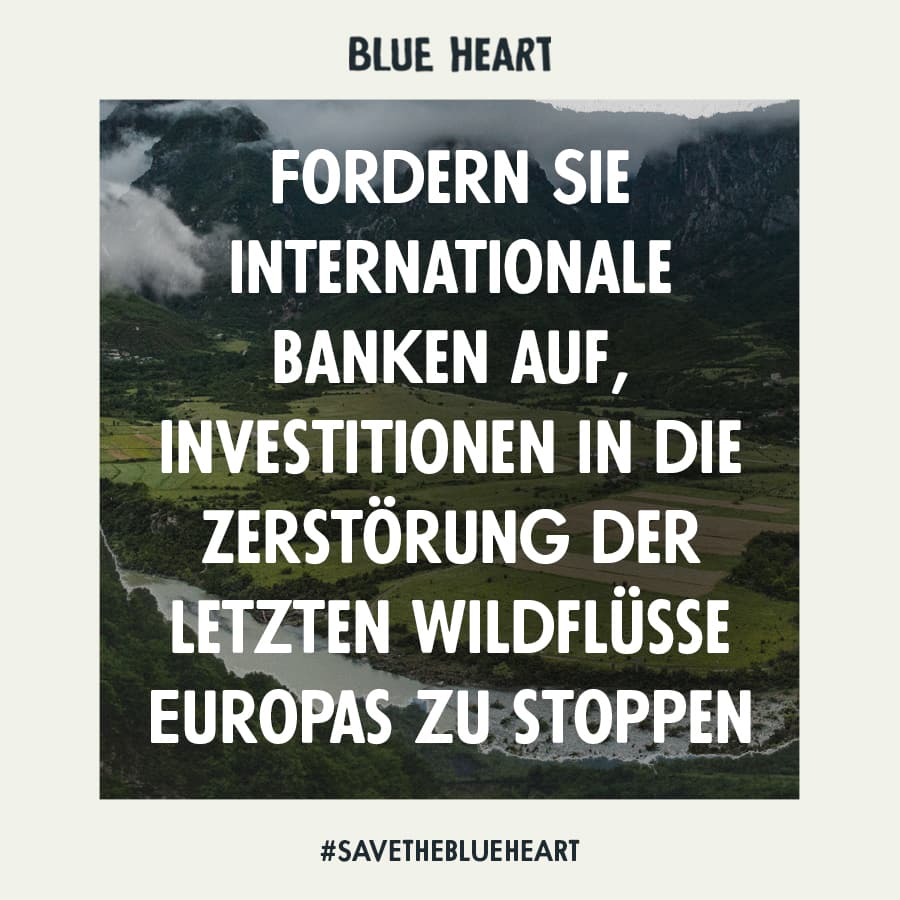 BLUE HEART
FORDERN SIE
INTERNATIONALE
BANKEN AUF,
INVESTITIONEN IN DIE
ZERSTÖRUNG DER
LETZTEN WILDFLÜSSE
EUROPAS ZU STOPPEN
#SAVETHEBLUEHEART